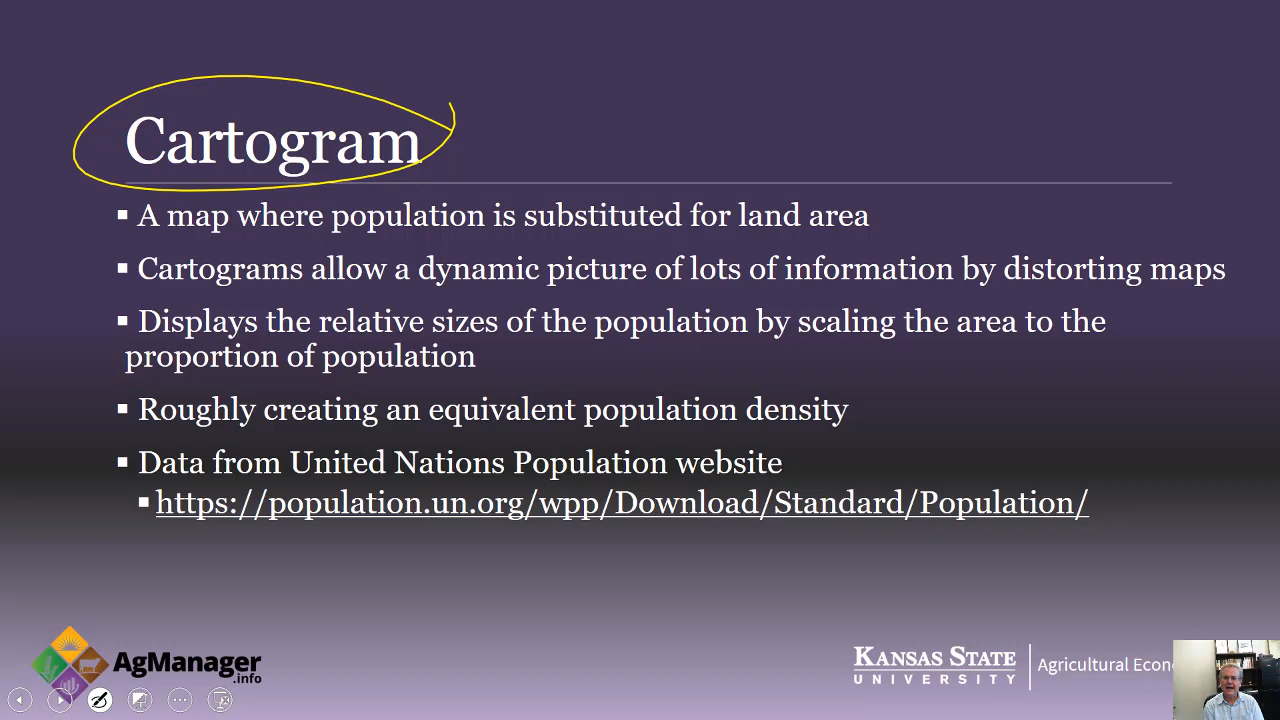 Cartogram
▪ A map where population is substituted for land area
▪ Cartograms allow a dynamic picture of lots of information by distorting maps
▪ Displays the relative sizes of the population by scaling the area to the
proportion of population
▪ Roughly creating an equivalent population density
▪ Data from United Nations Population website
▪ https://population.un.org/wpp/Download/Standard/Population/
AgManager
.info
KANSAS STATE
UNIVERSITY
Agricultural Econo